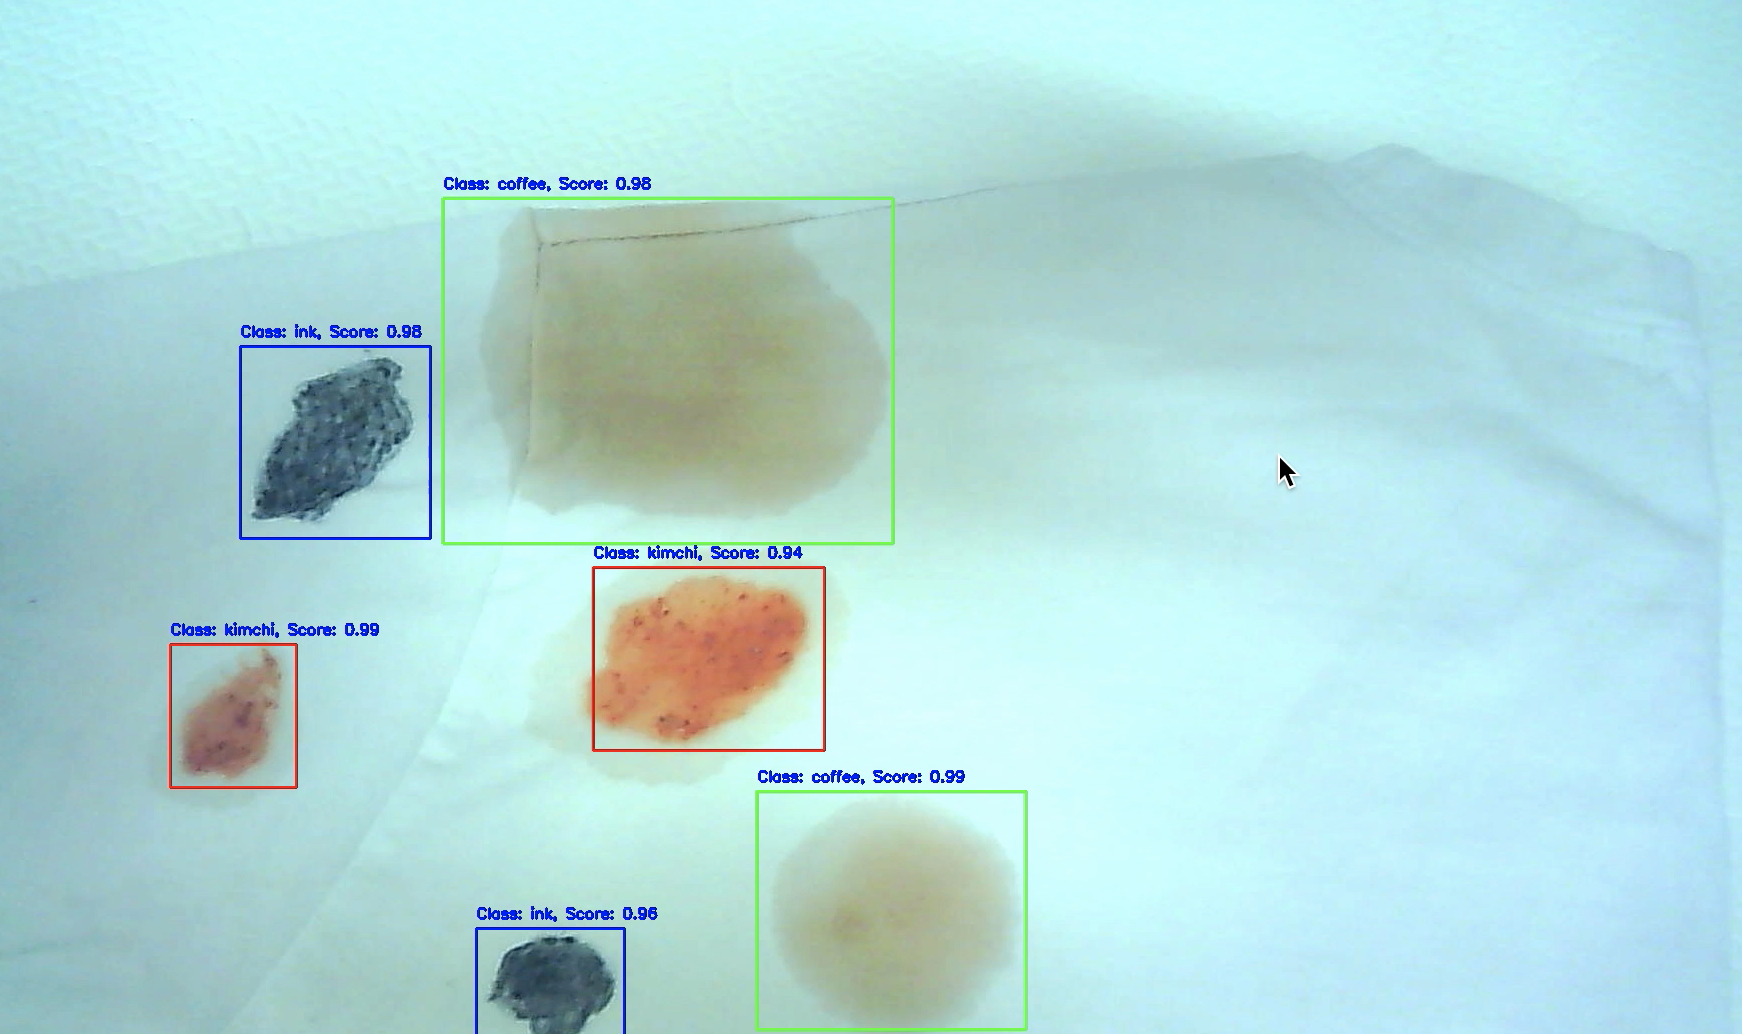 Class: coffee, Score: 0.98
Class: ink, Score: 0.98
Class: kimchi, Score: 0.94
Class: kimchi, Score: 0.99
Class: coffee, Score: 0.99
Class: ink, Score: 0.96